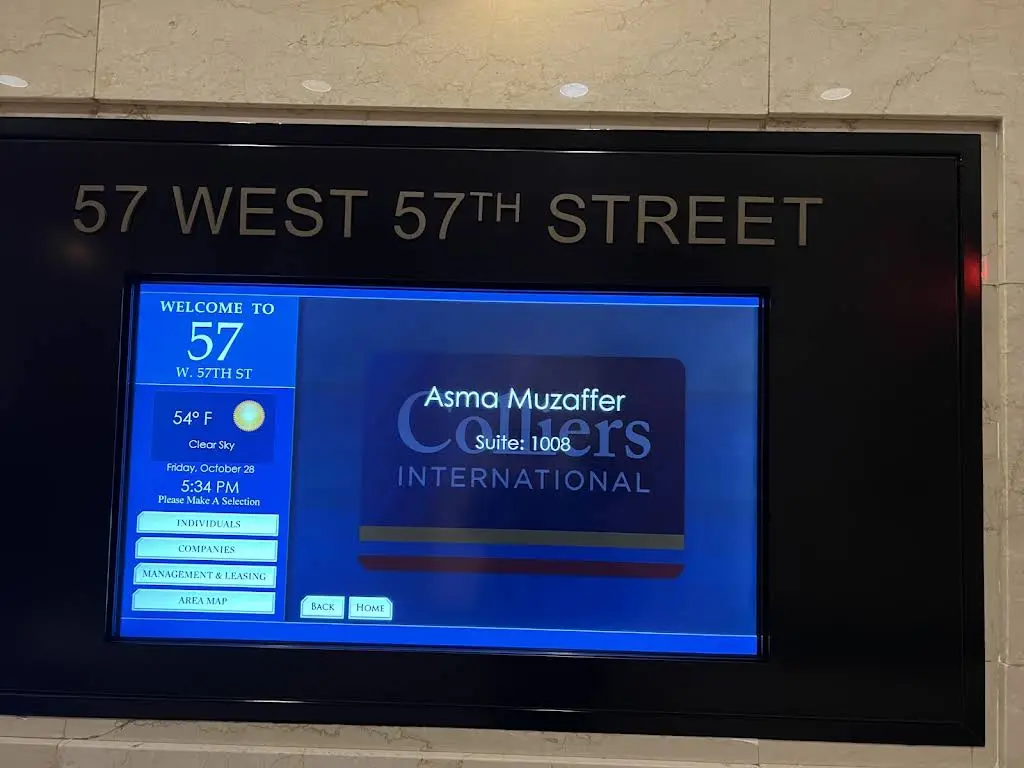 57 WEST 57TH STREET
WELCOME TO
57
W. 57TH ST
54° F
Clear Sky
Friday, October 28
5:34 PM
Please Make A Selection
INDIVIDUALS
COMPANIES
MANAGEMENT & LEASING
AREA MAP
Asma Muzaffer
Colliers
Suite: 1008
INTERNATIONAL
BACK
HOME